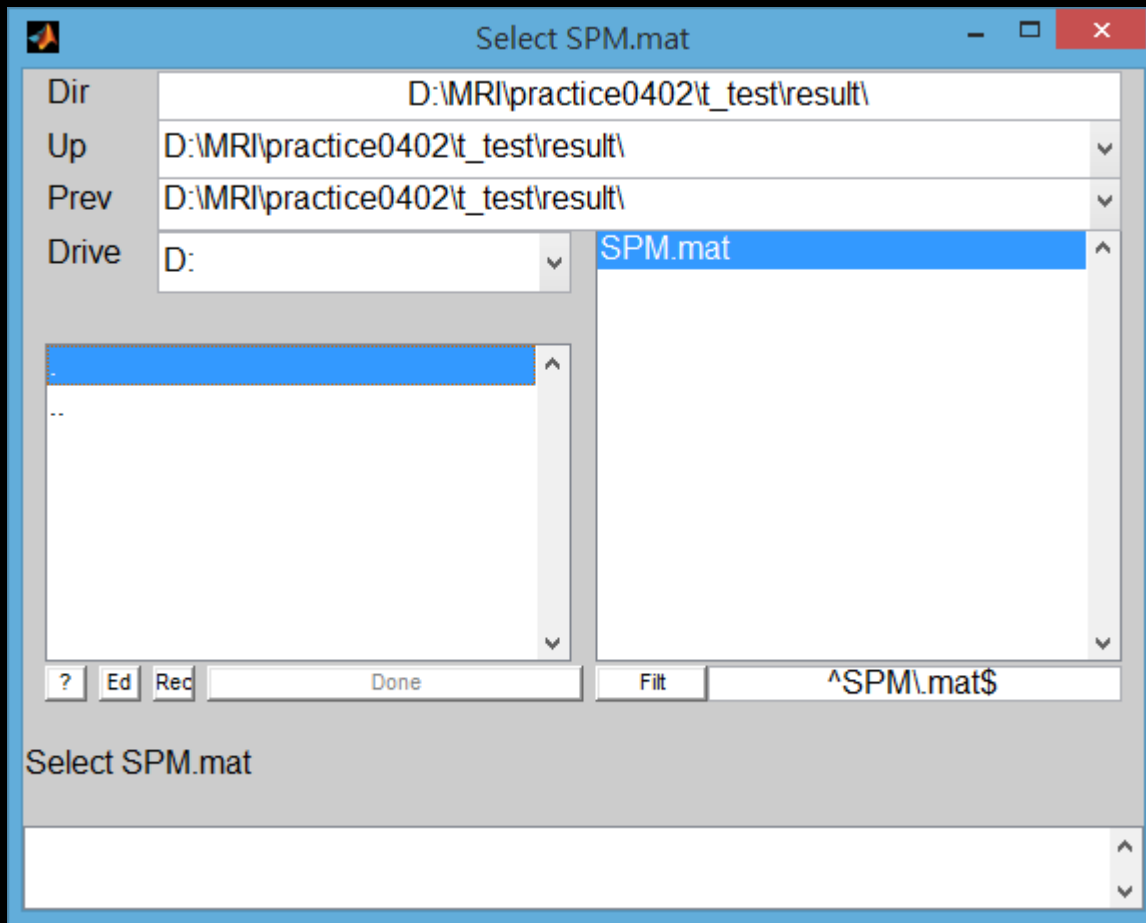 Select SPM.mat
Dir D:\MRI\practice0402\t_test\result\
Up D:\MRI\practice0402\t_test\result\
Prev D:\MRI\practice0402\t_test\result\
Drive D:
SPM.mat
.
..
? Ed Rec Done Filt ^SPM\.mat$
Select SPM.mat